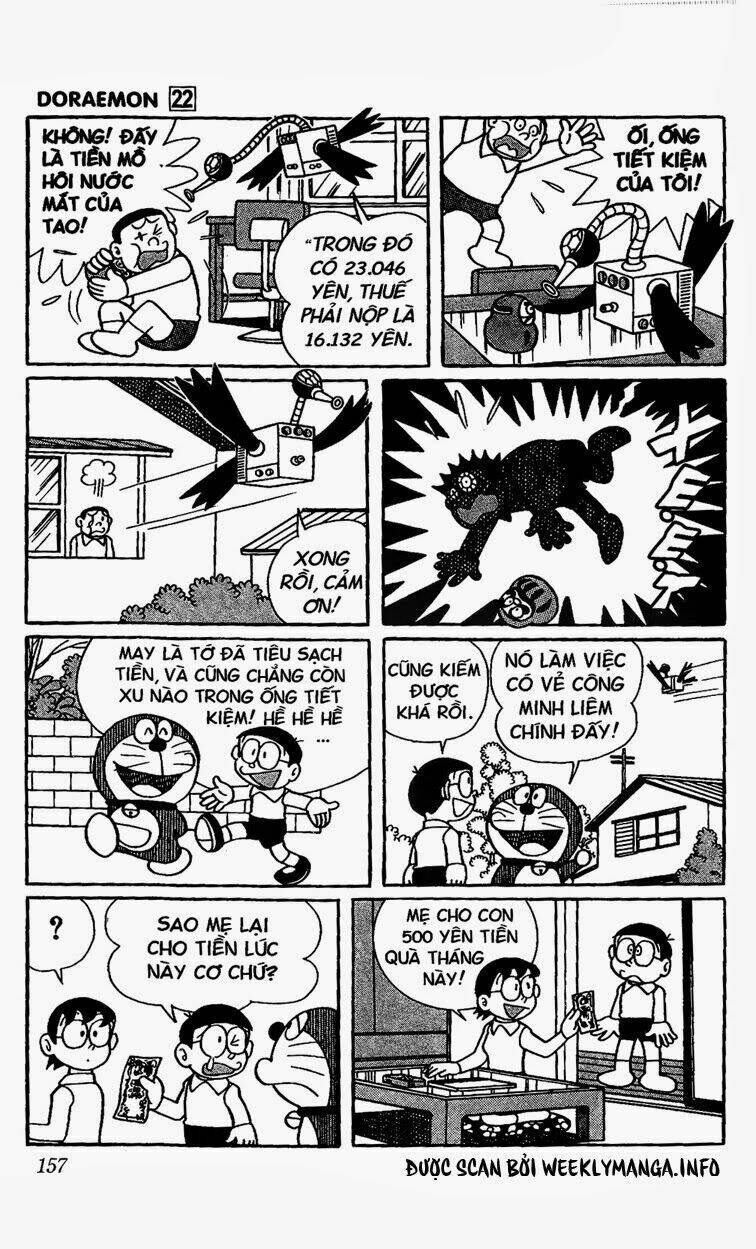 DORAEMON 22
ỐI, ỐNG
TIẾT KIỆM
CỦA TÔI!
"TRONG ĐÓ
CÓ 23.046
YÊN, THUẾ
PHẢI NỘP LÀ
16.132 YÊN.
KHÔNG! ĐẤY
LÀ TIỀN MỒ
HÔI NƯỚC
MẮT CỦA
TAO!
XONG
RỒI, CẢM
ƠN!
NÓ LÀM VIỆC
CÓ VẺ CÔNG
MINH LIÊM
CHÍNH ĐẤY!
CŨNG KIẾM
ĐƯỢC
KHÁ RỒI.
MAY LÀ TỚ ĐÃ TIÊU SẠCH
TIỀN, VÀ CŨNG CHẲNG CÒN
XU NÀO TRONG ỐNG TIẾT
KIỆM! HỀ HỀ HỀ
...
MẸ CHO CON
500 YÊN TIỀN
QUÀ THÁNG
NÀY!
SAO MẸ LẠI
CHO TIỀN LÚC
NÀY CƠ CHỨ?
?
157
ĐƯỢC SCAN BỞI WEEKLYMANGA.INFO